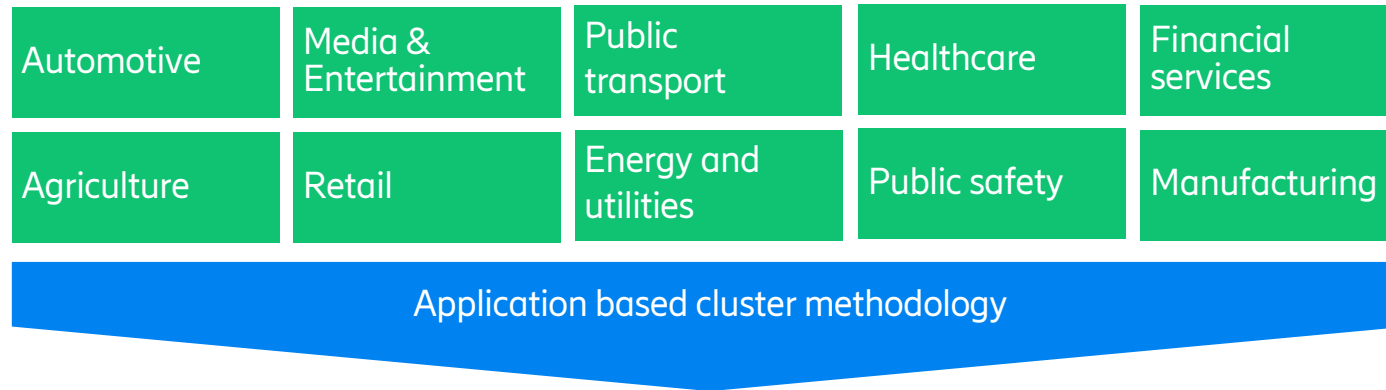 Automotive
Media &
Entertainment
Public
transport
Healthcare
Financial
services
Agriculture
Retail
Energy and
utilities
Public safety
Manufacturing
Application based cluster methodology